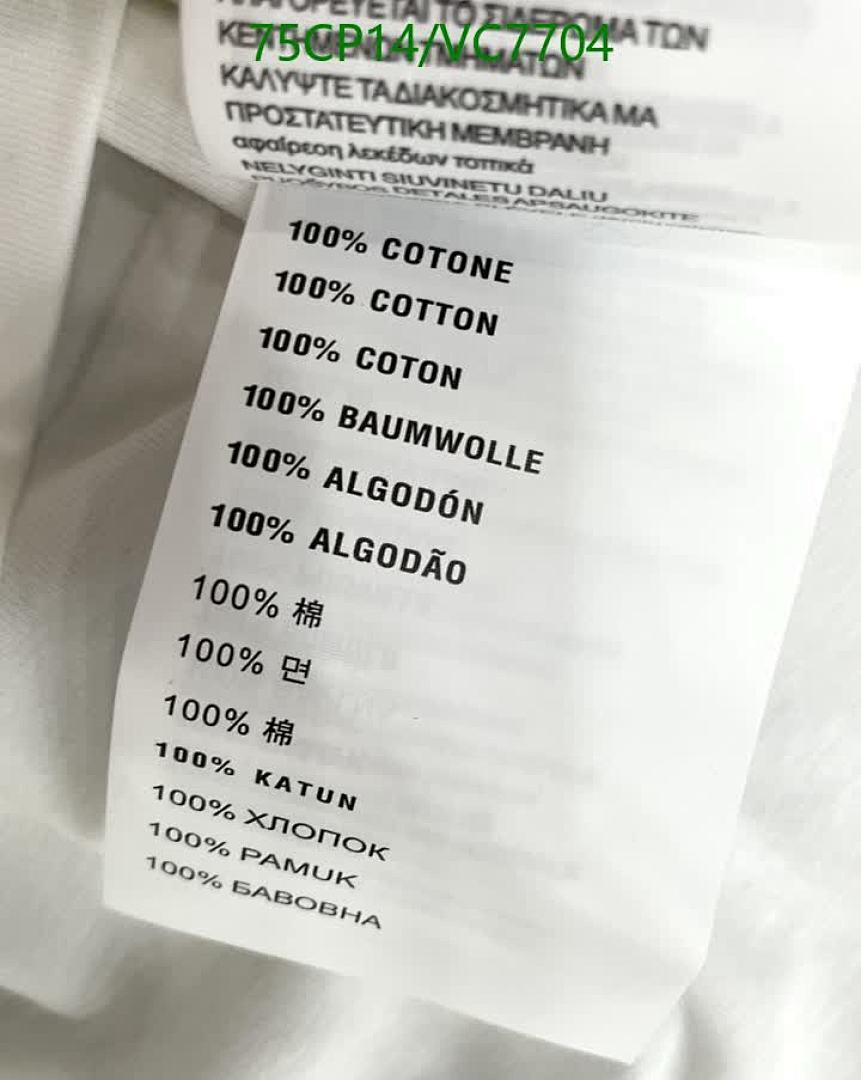 75CP14/VC7704
ΚΑΛΥΨΤΕ ΤΑ ΔΙΑΚΟΣΜΗΤΙΚΑ ΜΑ
ΠΡΟΣΤΑΤΕΥΤΙΚΗ ΜΕΜΒΡΑΝΗ
αφαίρεση λεκέδων τοπικά
NELYGINTI SIUVINETU DALIU
100% COTONE
100% COTTON
100% COTON
100% BAUMWOLLE
100% ALGODÓN
100% ALGODÃO
100% 棉
100% 면
100% 棉
100% KATUN
100% ХЛОПОК
100% PAMUK
100% БАВОВНА